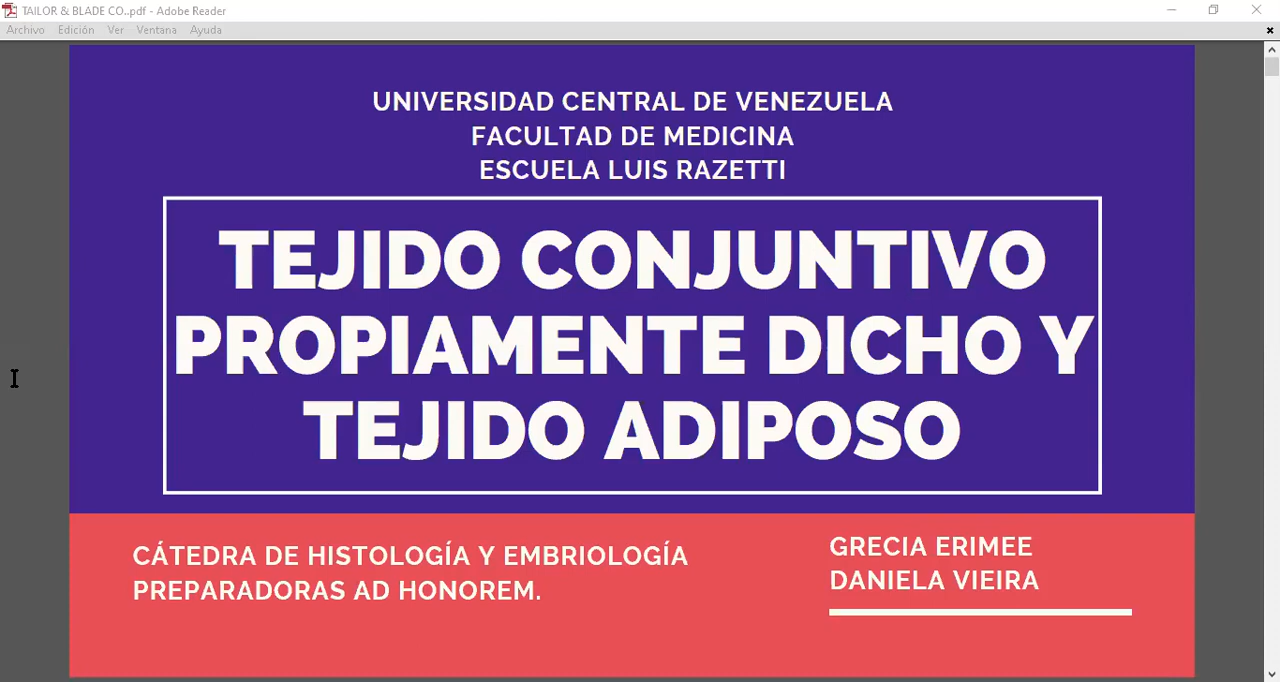 TAILOR & BLADE CO..pdf - Adobe Reader
Archivo Edición Ver Ventana Ayuda
UNIVERSIDAD CENTRAL DE VENEZUELA
FACULTAD DE MEDICINA
ESCUELA LUIS RAZETTI
TEJIDO CONJUNTIVO
PROPIAMENTE DICHO Y
TEJIDO ADIPOSO
CÁTEDRA DE HISTOLOGÍA Y EMBRIOLOGÍA
PREPARADORAS AD HONOREM.
GRECIA ERIMEE
DANIELA VIEIRA